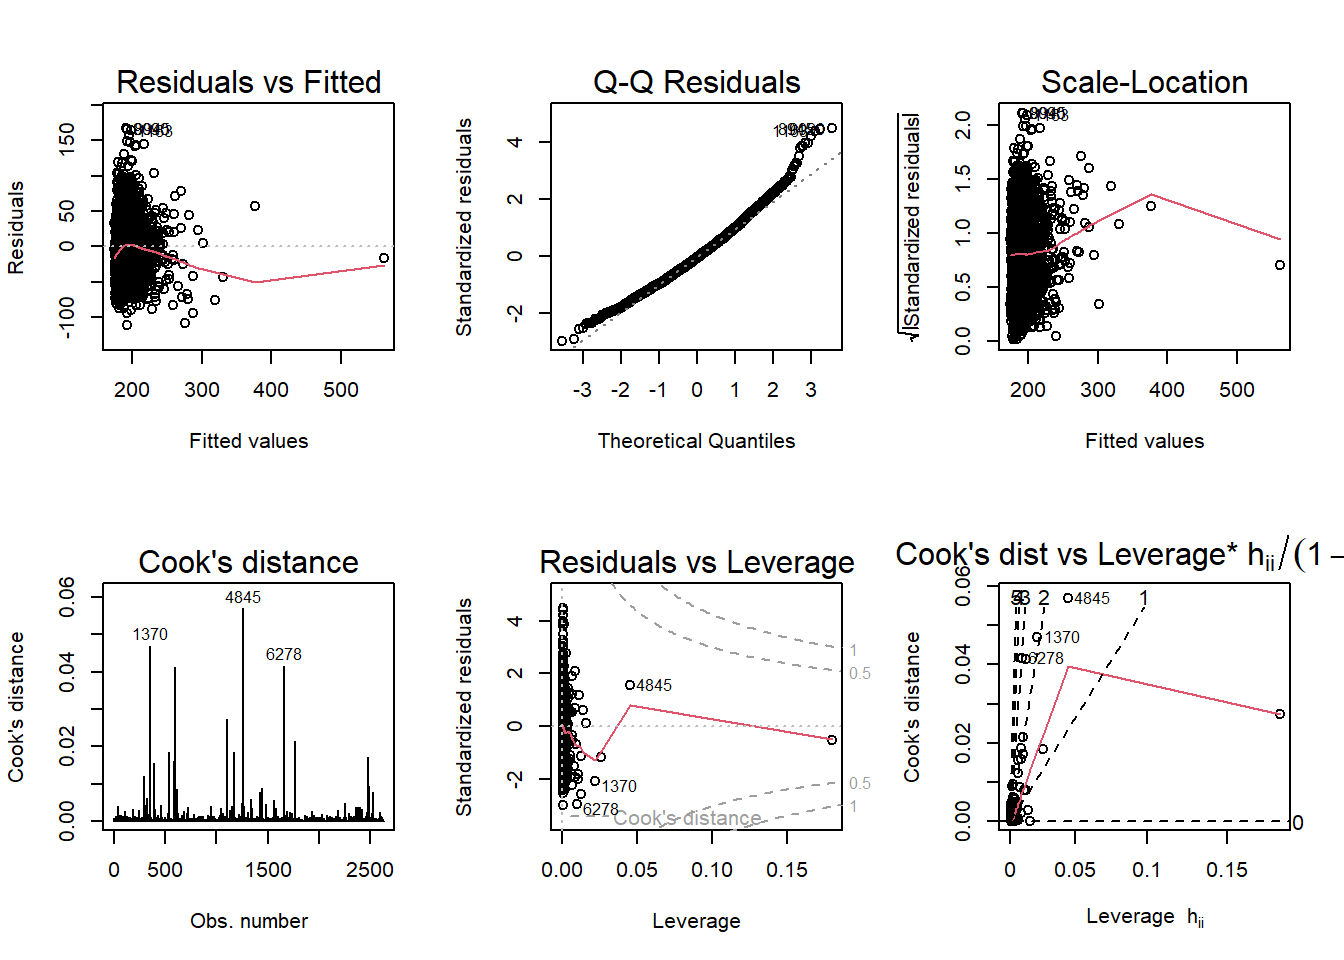 Residuals vs Fitted
Residuals
-100 0 50 150
200 300 400 500
Fitted values
Q-Q Residuals
Standardized residuals
-2 0 2 4
-3 -2 -1 0 1 2 3
Theoretical Quantiles
Scale-Location
√|Standardized residuals|
0.0 0.5 1.0 1.5 2.0
200 300 400 500
Fitted values
Cook's distance
Cook's distance
0.00 0.02 0.04 0.06
4845
1370
6278
0 500 1500 2500
Obs. number
Residuals vs Leverage
Standardized residuals
-2 0 2 4
1
0.5
4845
1370
6278
0.5
1
Cook's distance
0.00 0.05 0.10 0.15
Leverage
Cook's dist vs Leverage* hii/(1 −
Cook's distance
0.00 0.02 0.04 0.06
2 1
4845
1370
6278
0
0 0.05 0.1 0.15
Leverage hii